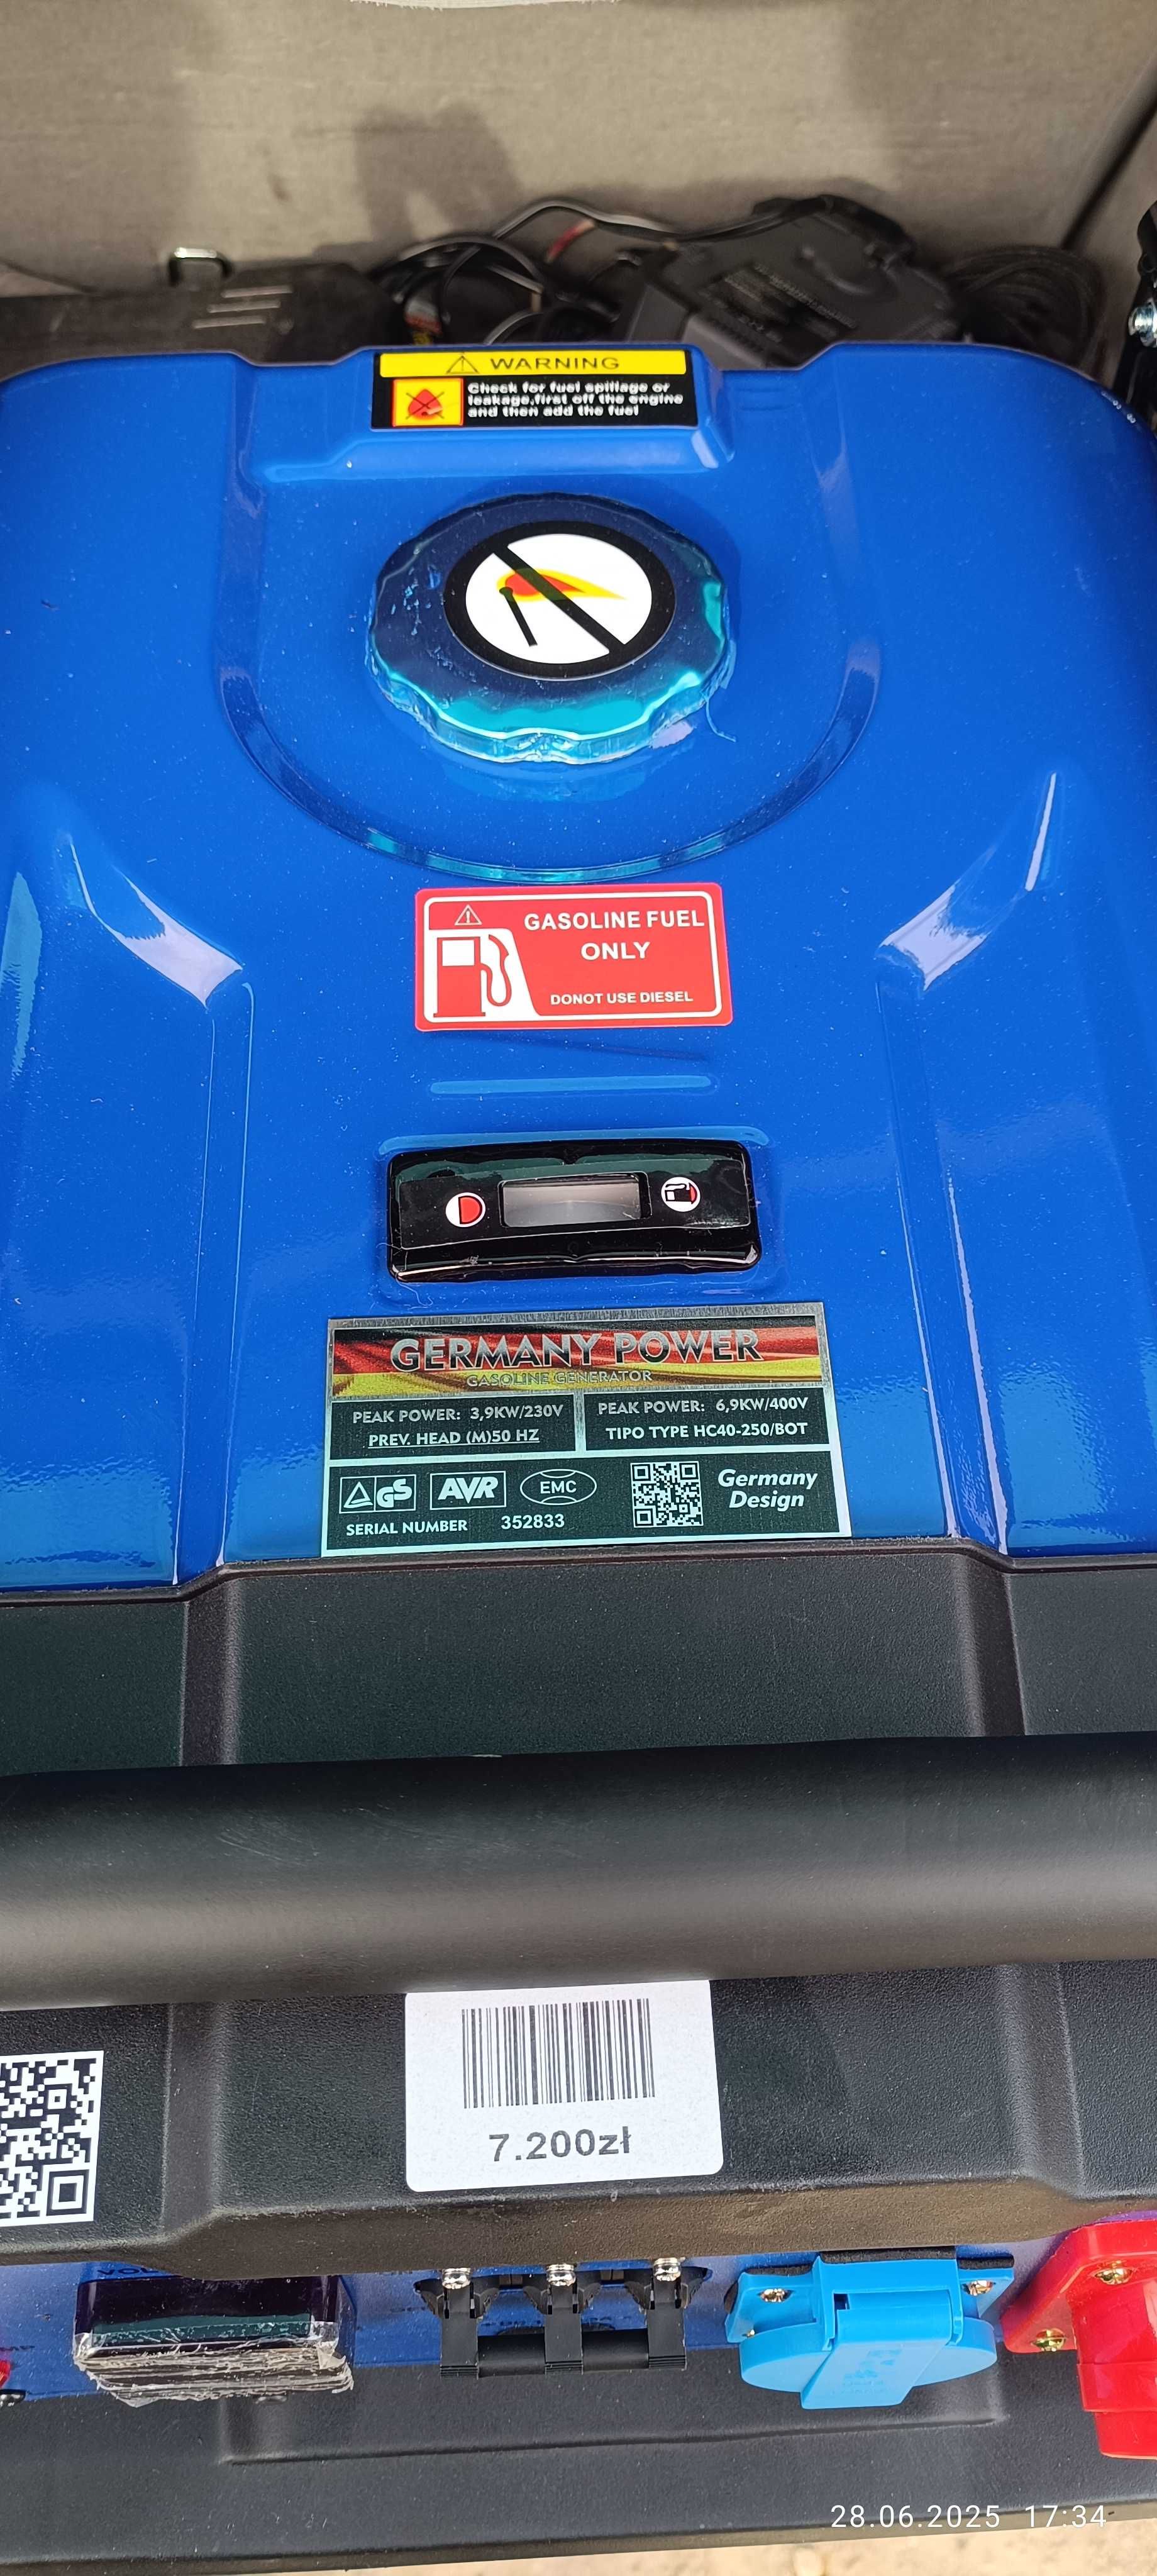 WARNING
Check for fuel spillage or
leakage,first off the engine
and then add the fuel
GASOLINE FUEL
ONLY
DONOT USE DIESEL
GERMANY POWER
GASOLINE GENERATOR
PEAK POWER: 3,9KW/230V
PREV. HEAD (M)50 HZ
PEAK POWER: 6,9KW/400V
TIPO TYPE HC40-250/BOT
GS
AVR
EMC
Germany
Design
SERIAL NUMBER 352833
7.200zł
28.06.2025 17:34